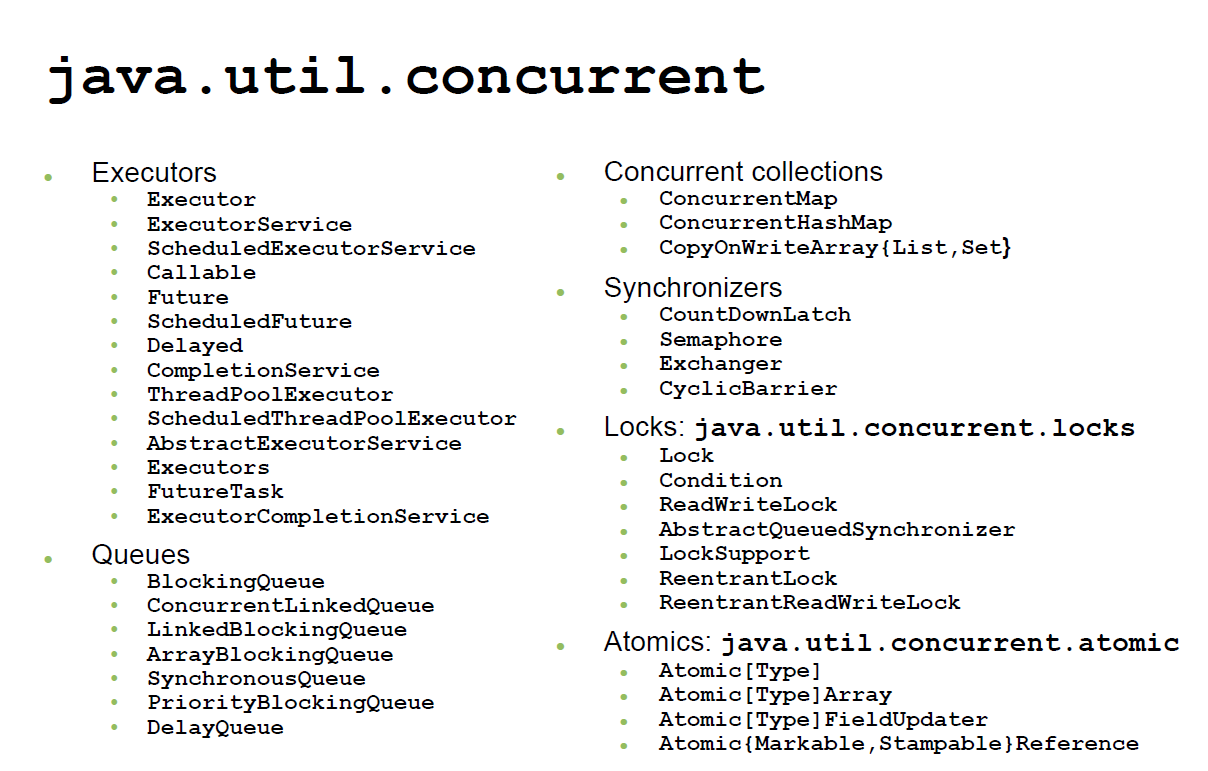 java.util.concurrent
Executors
Executor
ExecutorService
ScheduledExecutorService
Callable
Future
ScheduledFuture
Delayed
CompletionService
ThreadPoolExecutor
ScheduledThreadPoolExecutor
AbstractExecutorService
Executors
FutureTask
ExecutorCompletionService
Queues
BlockingQueue
ConcurrentLinkedQueue
LinkedBlockingQueue
ArrayBlockingQueue
SynchronousQueue
PriorityBlockingQueue
DelayQueue
Concurrent collections
ConcurrentMap
ConcurrentHashMap
CopyOnWriteArray{List,Set}
Synchronizers
CountDownLatch
Semaphore
Exchanger
CyclicBarrier
Locks: java.util.concurrent.locks
Lock
Condition
ReadWriteLock
AbstractQueuedSynchronizer
LockSupport
ReentrantLock
ReentrantReadWriteLock
Atomics: java.util.concurrent.atomic
Atomic[Type]
Atomic[Type]Array
Atomic[Type]FieldUpdater
Atomic{Markable,Stampable}Reference